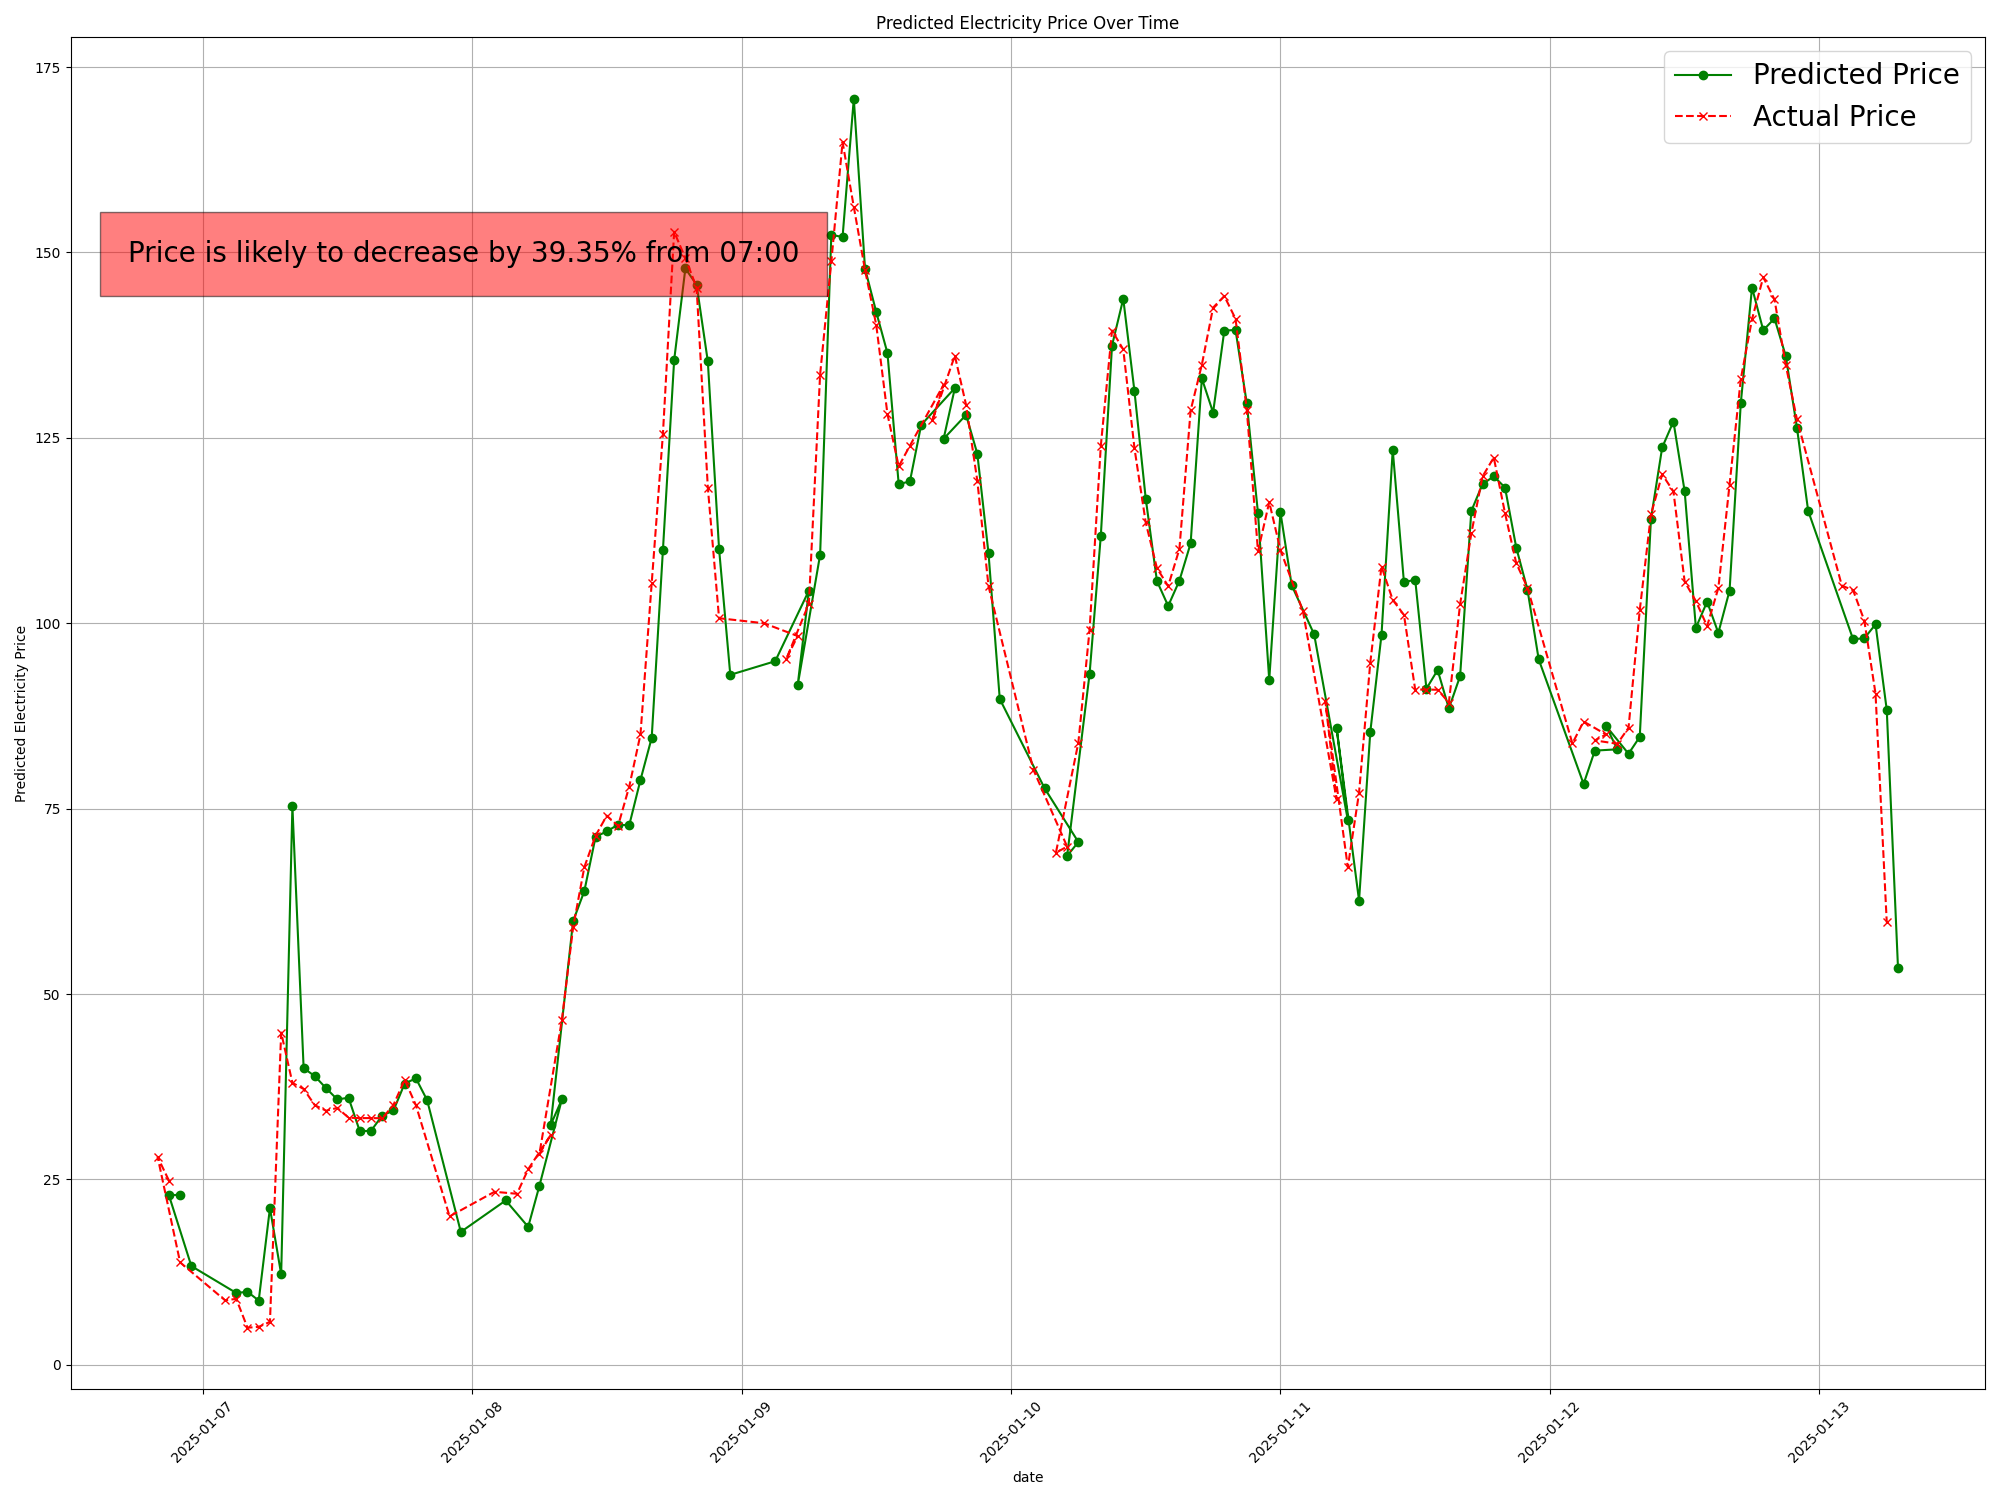 Predicted Electricity Price Over Time
Predicted Price
Actual Price
Price is likely to decrease by 39.35% from 07:00
Predicted Electricity Price
175
150
125
100
75
50
25
0
2025-01-07
2025-01-08
2025-01-09
2025-01-10
2025-01-11
2025-01-12
2025-01-13
date